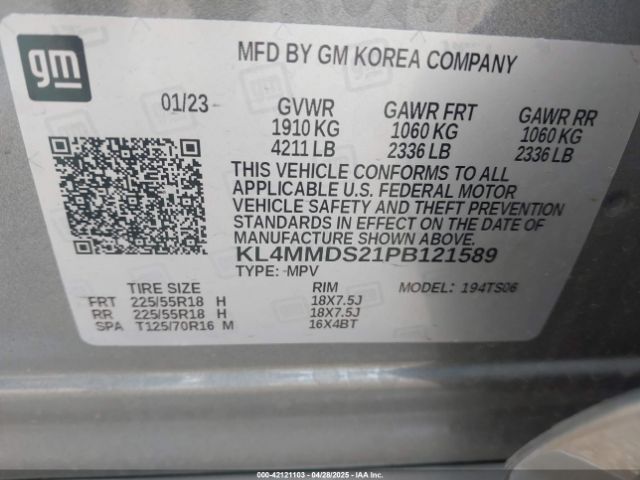 gm
MFD BY GM KOREA COMPANY
01/23
GVWR GAWR FRT GAWR RR
1910 KG 1060 KG 1060 KG
4211 LB 2336 LB 2336 LB
THIS VEHICLE CONFORMS TO ALL
APPLICABLE U.S. FEDERAL MOTOR
VEHICLE SAFETY AND THEFT PREVENTION
STANDARDS IN EFFECT ON THE DATE OF
MANUFACTURE SHOWN ABOVE.
KL4MMDS21PB121589
TYPE: MPV
TIRE SIZE RIM MODEL: 194TS06
FRT 225/55R18 H 18X7.5J
RR 225/55R18 H 18X7.5J
SPA T125/70R16 M 16X4BT
000-42121103 - 04/28/2025 - IAA Inc.